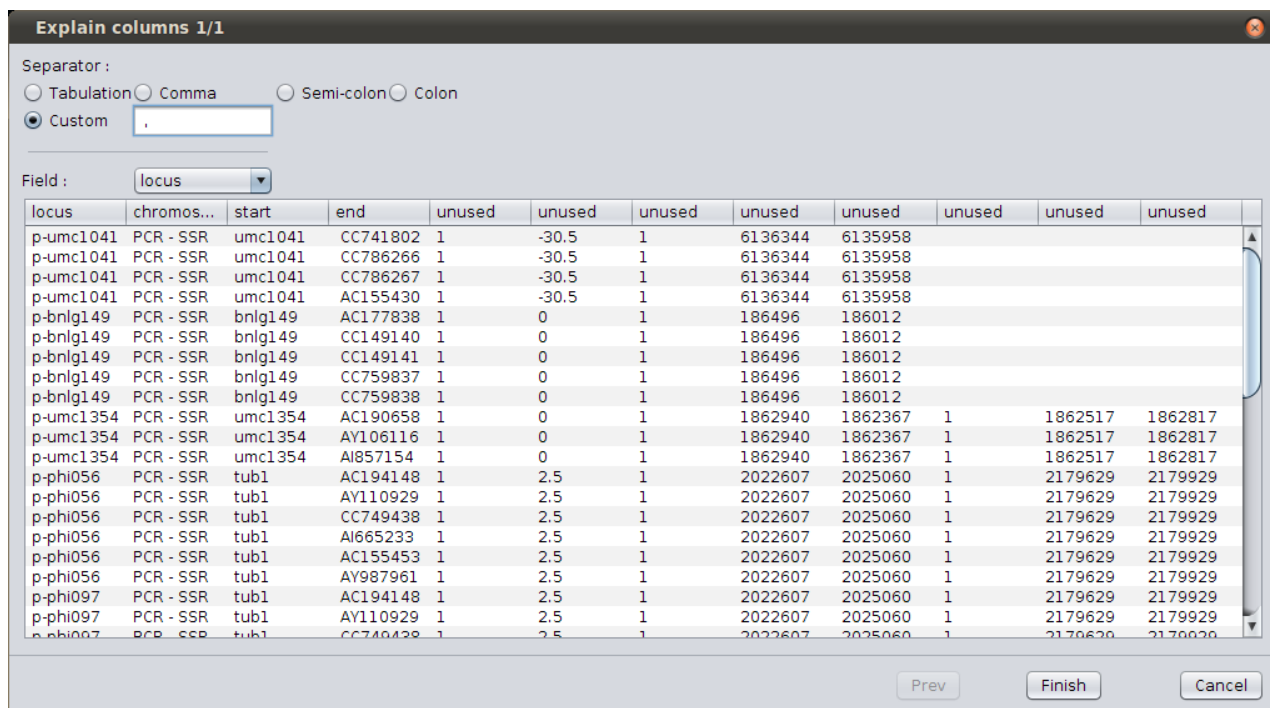 Explain columns 1/1
Separator :
Tabulation Comma Semi-colon Colon
Custom ,
Field : locus
locus chromos... start end unused unused unused unused unused unused unused unused
p-umc1041 PCR - SSR umc1041 CC741802 1 -30.5 1 6136344 6135958
p-umc1041 PCR - SSR umc1041 CC786266 1 -30.5 1 6136344 6135958
p-umc1041 PCR - SSR umc1041 CC786267 1 -30.5 1 6136344 6135958
p-umc1041 PCR - SSR umc1041 AC155430 1 -30.5 1 6136344 6135958
p-bnlg149 PCR - SSR bnlg149 AC177838 1 0 1 186496 186012
p-bnlg149 PCR - SSR bnlg149 CC149140 1 0 1 186496 186012
p-bnlg149 PCR - SSR bnlg149 CC149141 1 0 1 186496 186012
p-bnlg149 PCR - SSR bnlg149 CC759837 1 0 1 186496 186012
p-bnlg149 PCR - SSR bnlg149 CC759838 1 0 1 186496 186012
p-umc1354 PCR - SSR umc1354 AC190658 1 0 1 1862940 1862367 1 1862517 1862817
p-umc1354 PCR - SSR umc1354 AY106116 1 0 1 1862940 1862367 1 1862517 1862817
p-umc1354 PCR - SSR umc1354 AI857154 1 0 1 1862940 1862367 1 1862517 1862817
p-phi056 PCR - SSR tub1 AC194148 1 2.5 1 2022607 2025060 1 2179629 2179929
p-phi056 PCR - SSR tub1 AY110929 1 2.5 1 2022607 2025060 1 2179629 2179929
p-phi056 PCR - SSR tub1 CC749438 1 2.5 1 2022607 2025060 1 2179629 2179929
p-phi056 PCR - SSR tub1 AI665233 1 2.5 1 2022607 2025060 1 2179629 2179929
p-phi056 PCR - SSR tub1 AC155453 1 2.5 1 2022607 2025060 1 2179629 2179929
p-phi056 PCR - SSR tub1 AY987961 1 2.5 1 2022607 2025060 1 2179629 2179929
p-phi097 PCR - SSR tub1 AC194148 1 2.5 1 2022607 2025060 1 2179629 2179929
p-phi097 PCR - SSR tub1 AY110929 1 2.5 1 2022607 2025060 1 2179629 2179929
p-phi097 PCR - SSR tub1 CC749438 1 2.5 1 2022607 2025060 1 2179629 2179929
Prev Finish Cancel